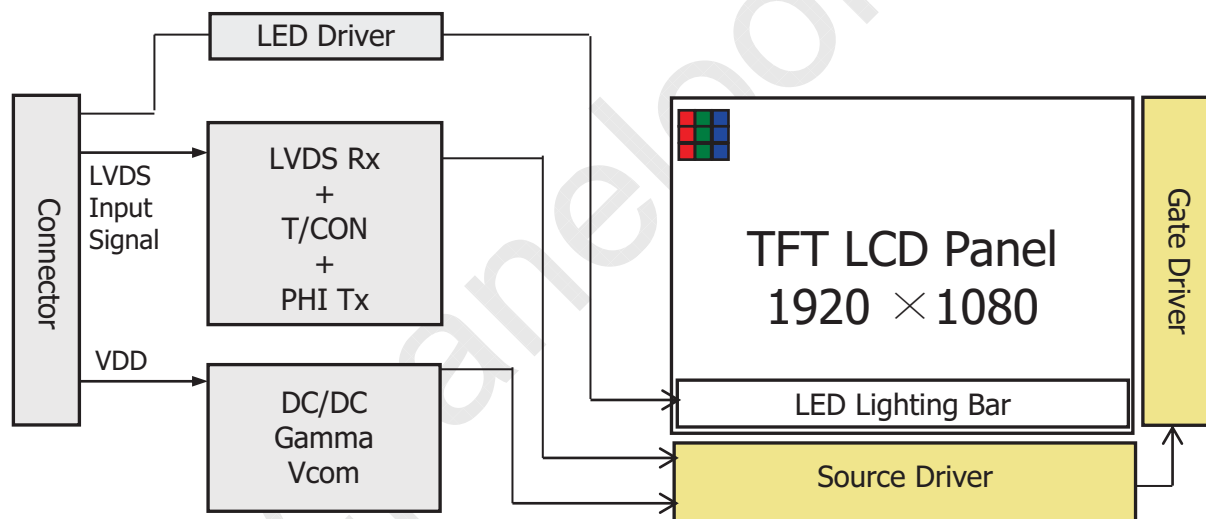 LED Driver
Connector
LVDS
Input
Signal
LVDS Rx
+
T/CON
+
PHI Tx
VDD
DC/DC
Gamma
Vcom
TFT LCD Panel
1920 ×1080
LED Lighting Bar
Source Driver
Gate Driver